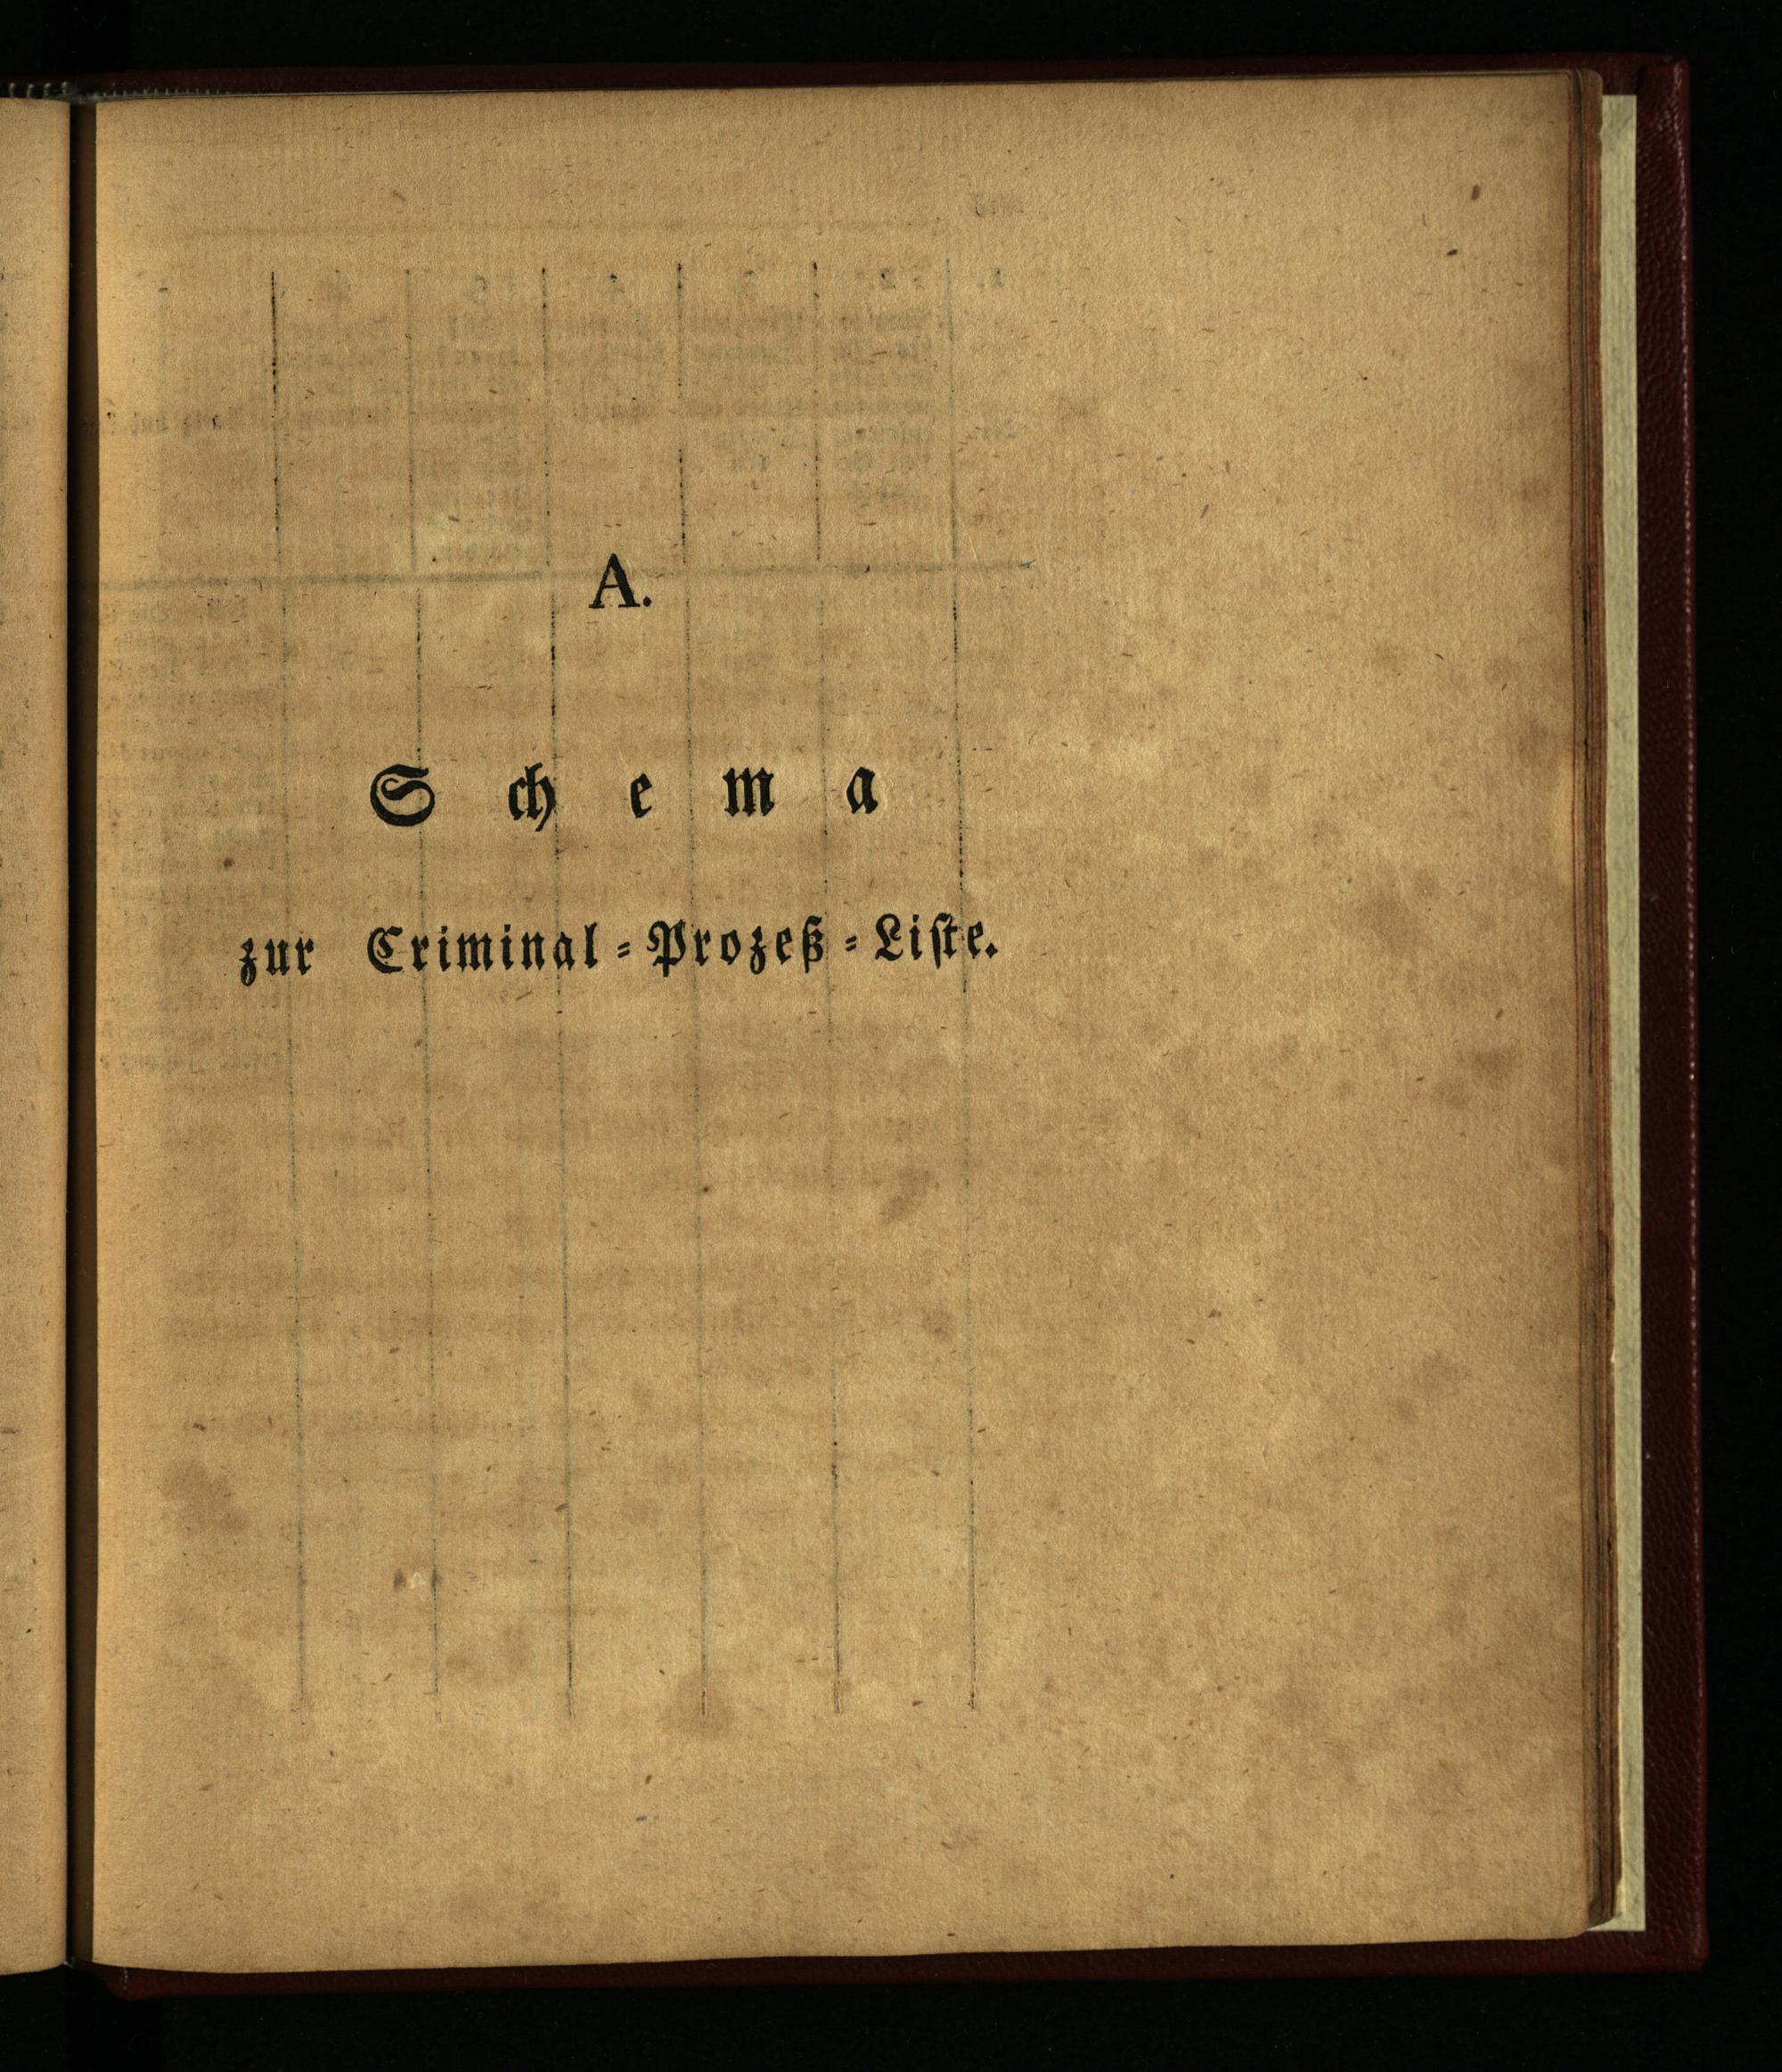 A.
Schema
zur Criminal-Prozeß-Liſte.